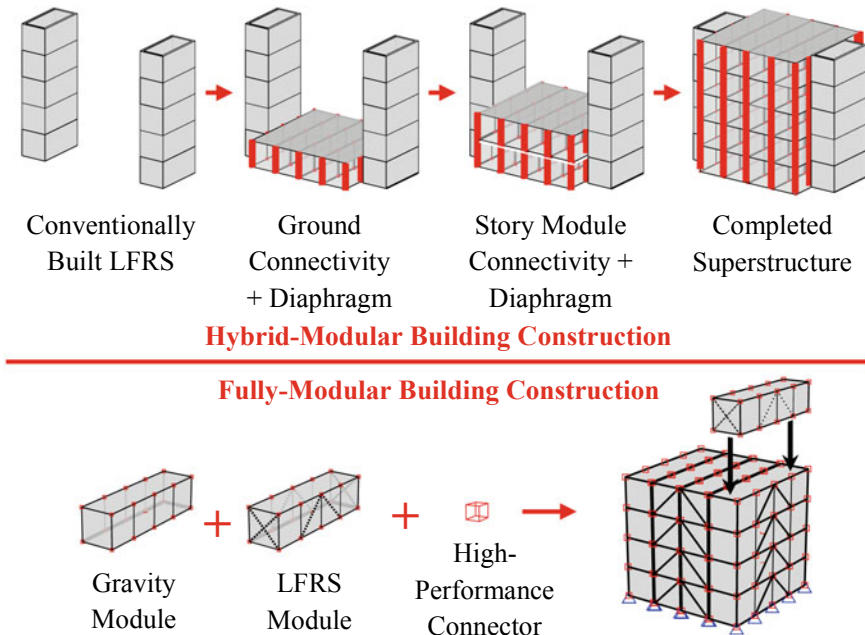 Conventionally
Built LFRS
Ground
Connectivity
+ Diaphragm
Story Module
Connectivity +
Diaphragm
Completed
Superstructure
Hybrid-Modular Building Construction
Fully-Modular Building Construction
Gravity
Module
LFRS
Module
High-
Performance
Connector